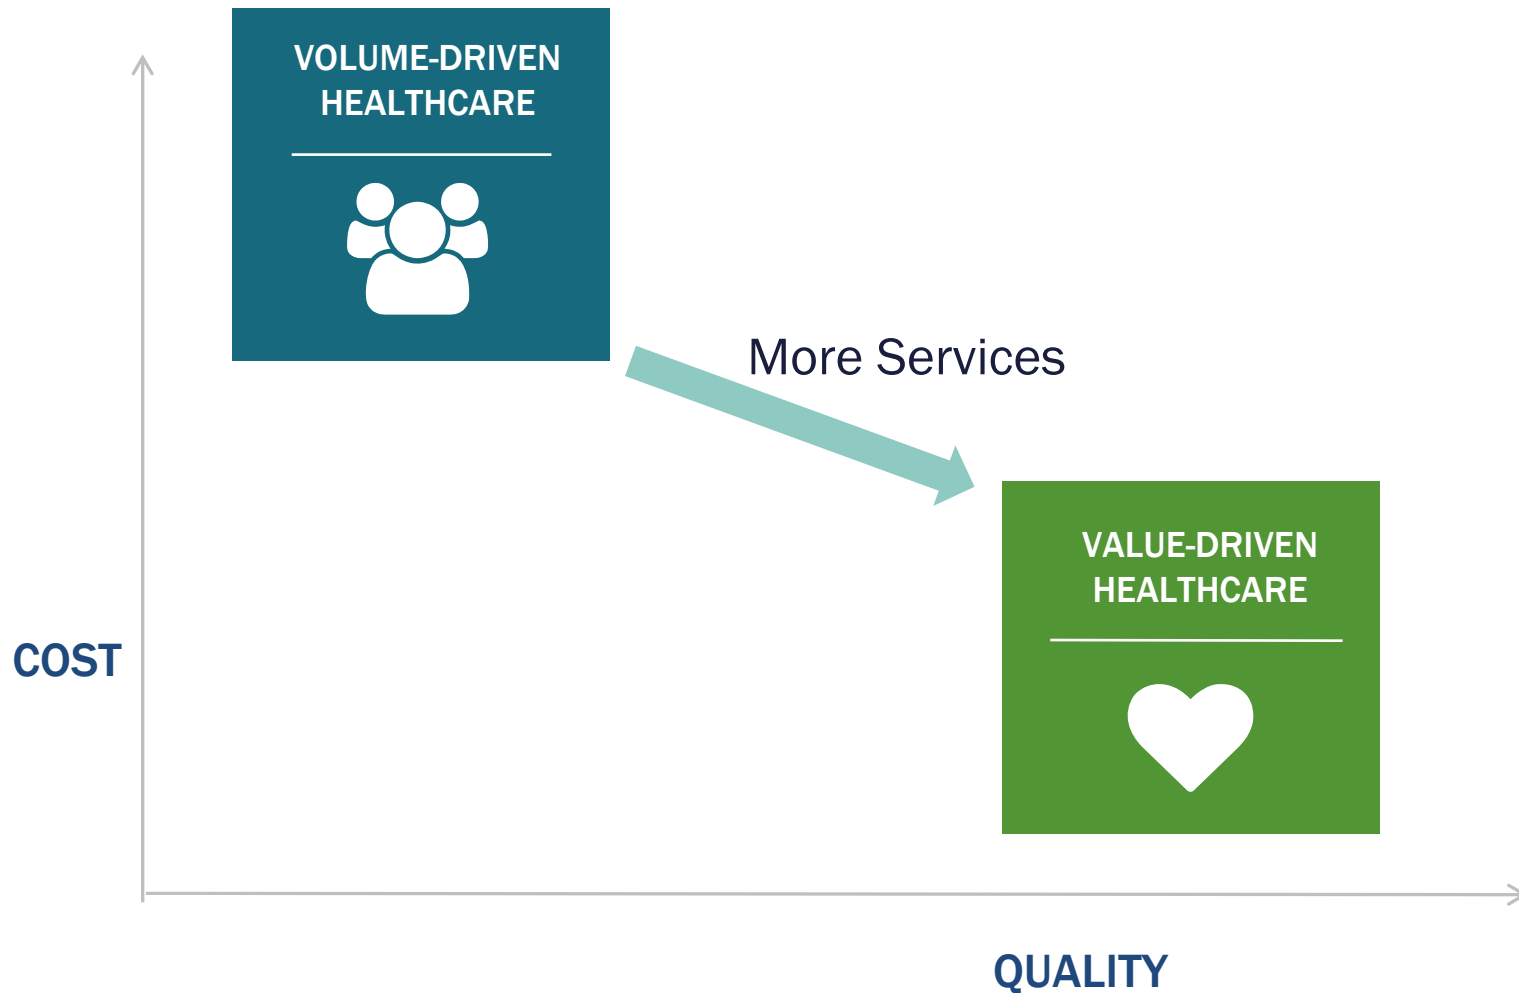 VOLUME-DRIVEN
HEALTHCARE
More Services
VALUE-DRIVEN
HEALTHCARE
COST
QUALITY